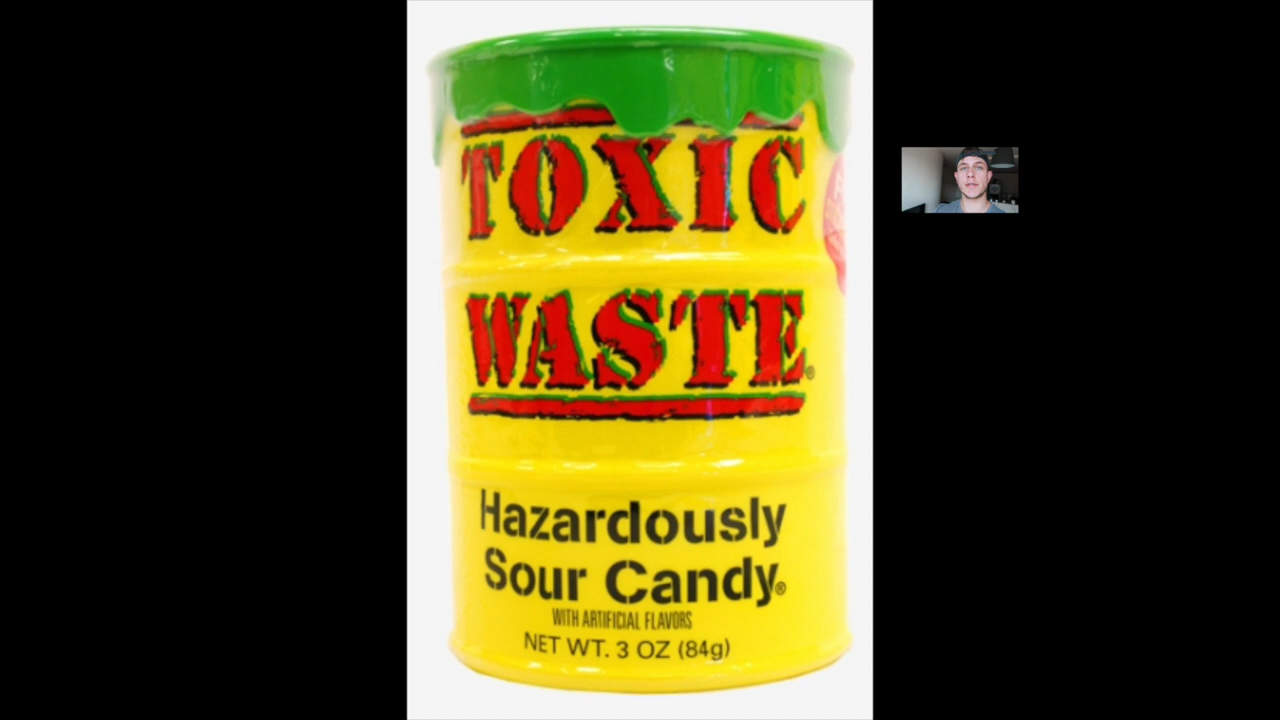 TOXIC
WASTE®
Hazardously
Sour Candy®
WITH ARTIFICIAL FLAVORS
NET WT. 3 OZ (84g)